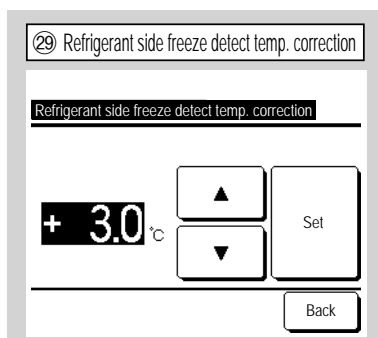 ㉙ Refrigerant side freeze detect temp. correction
Refrigerant side freeze detect temp. correction
+ 3.0 °C
▲
Set
▼
Back